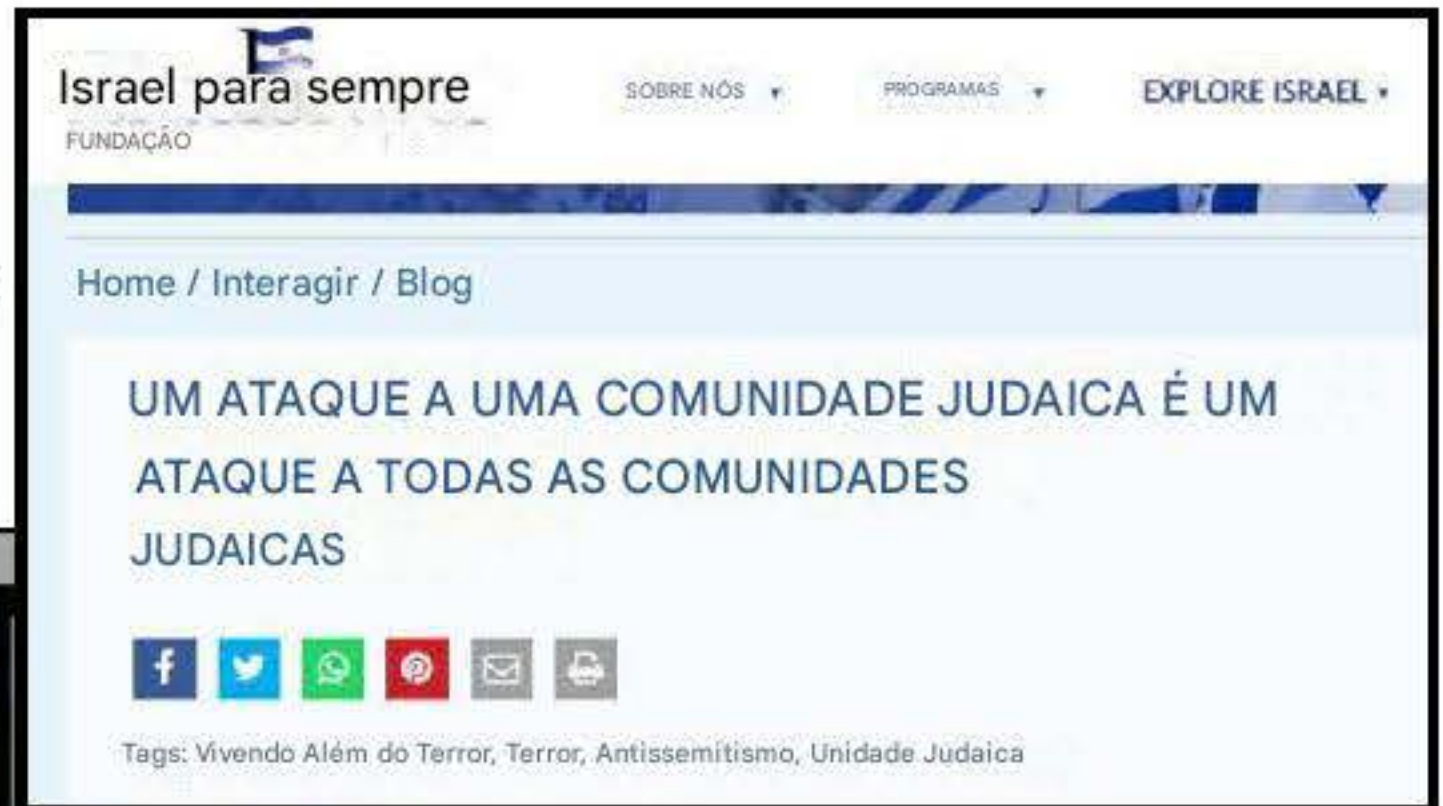 Israel para sempre
FUNDAÇÃO
SOBRE NÓS
PROGRAMAS
EXPLORE ISRAEL
Home / Interagir / Blog
UM ATAQUE A UMA COMUNIDADE JUDAICA É UM
ATAQUE A TODAS AS COMUNIDADES
JUDAICAS
Tags: Vivendo Além do Terror, Terror, Antissemitismo, Unidade Judaica